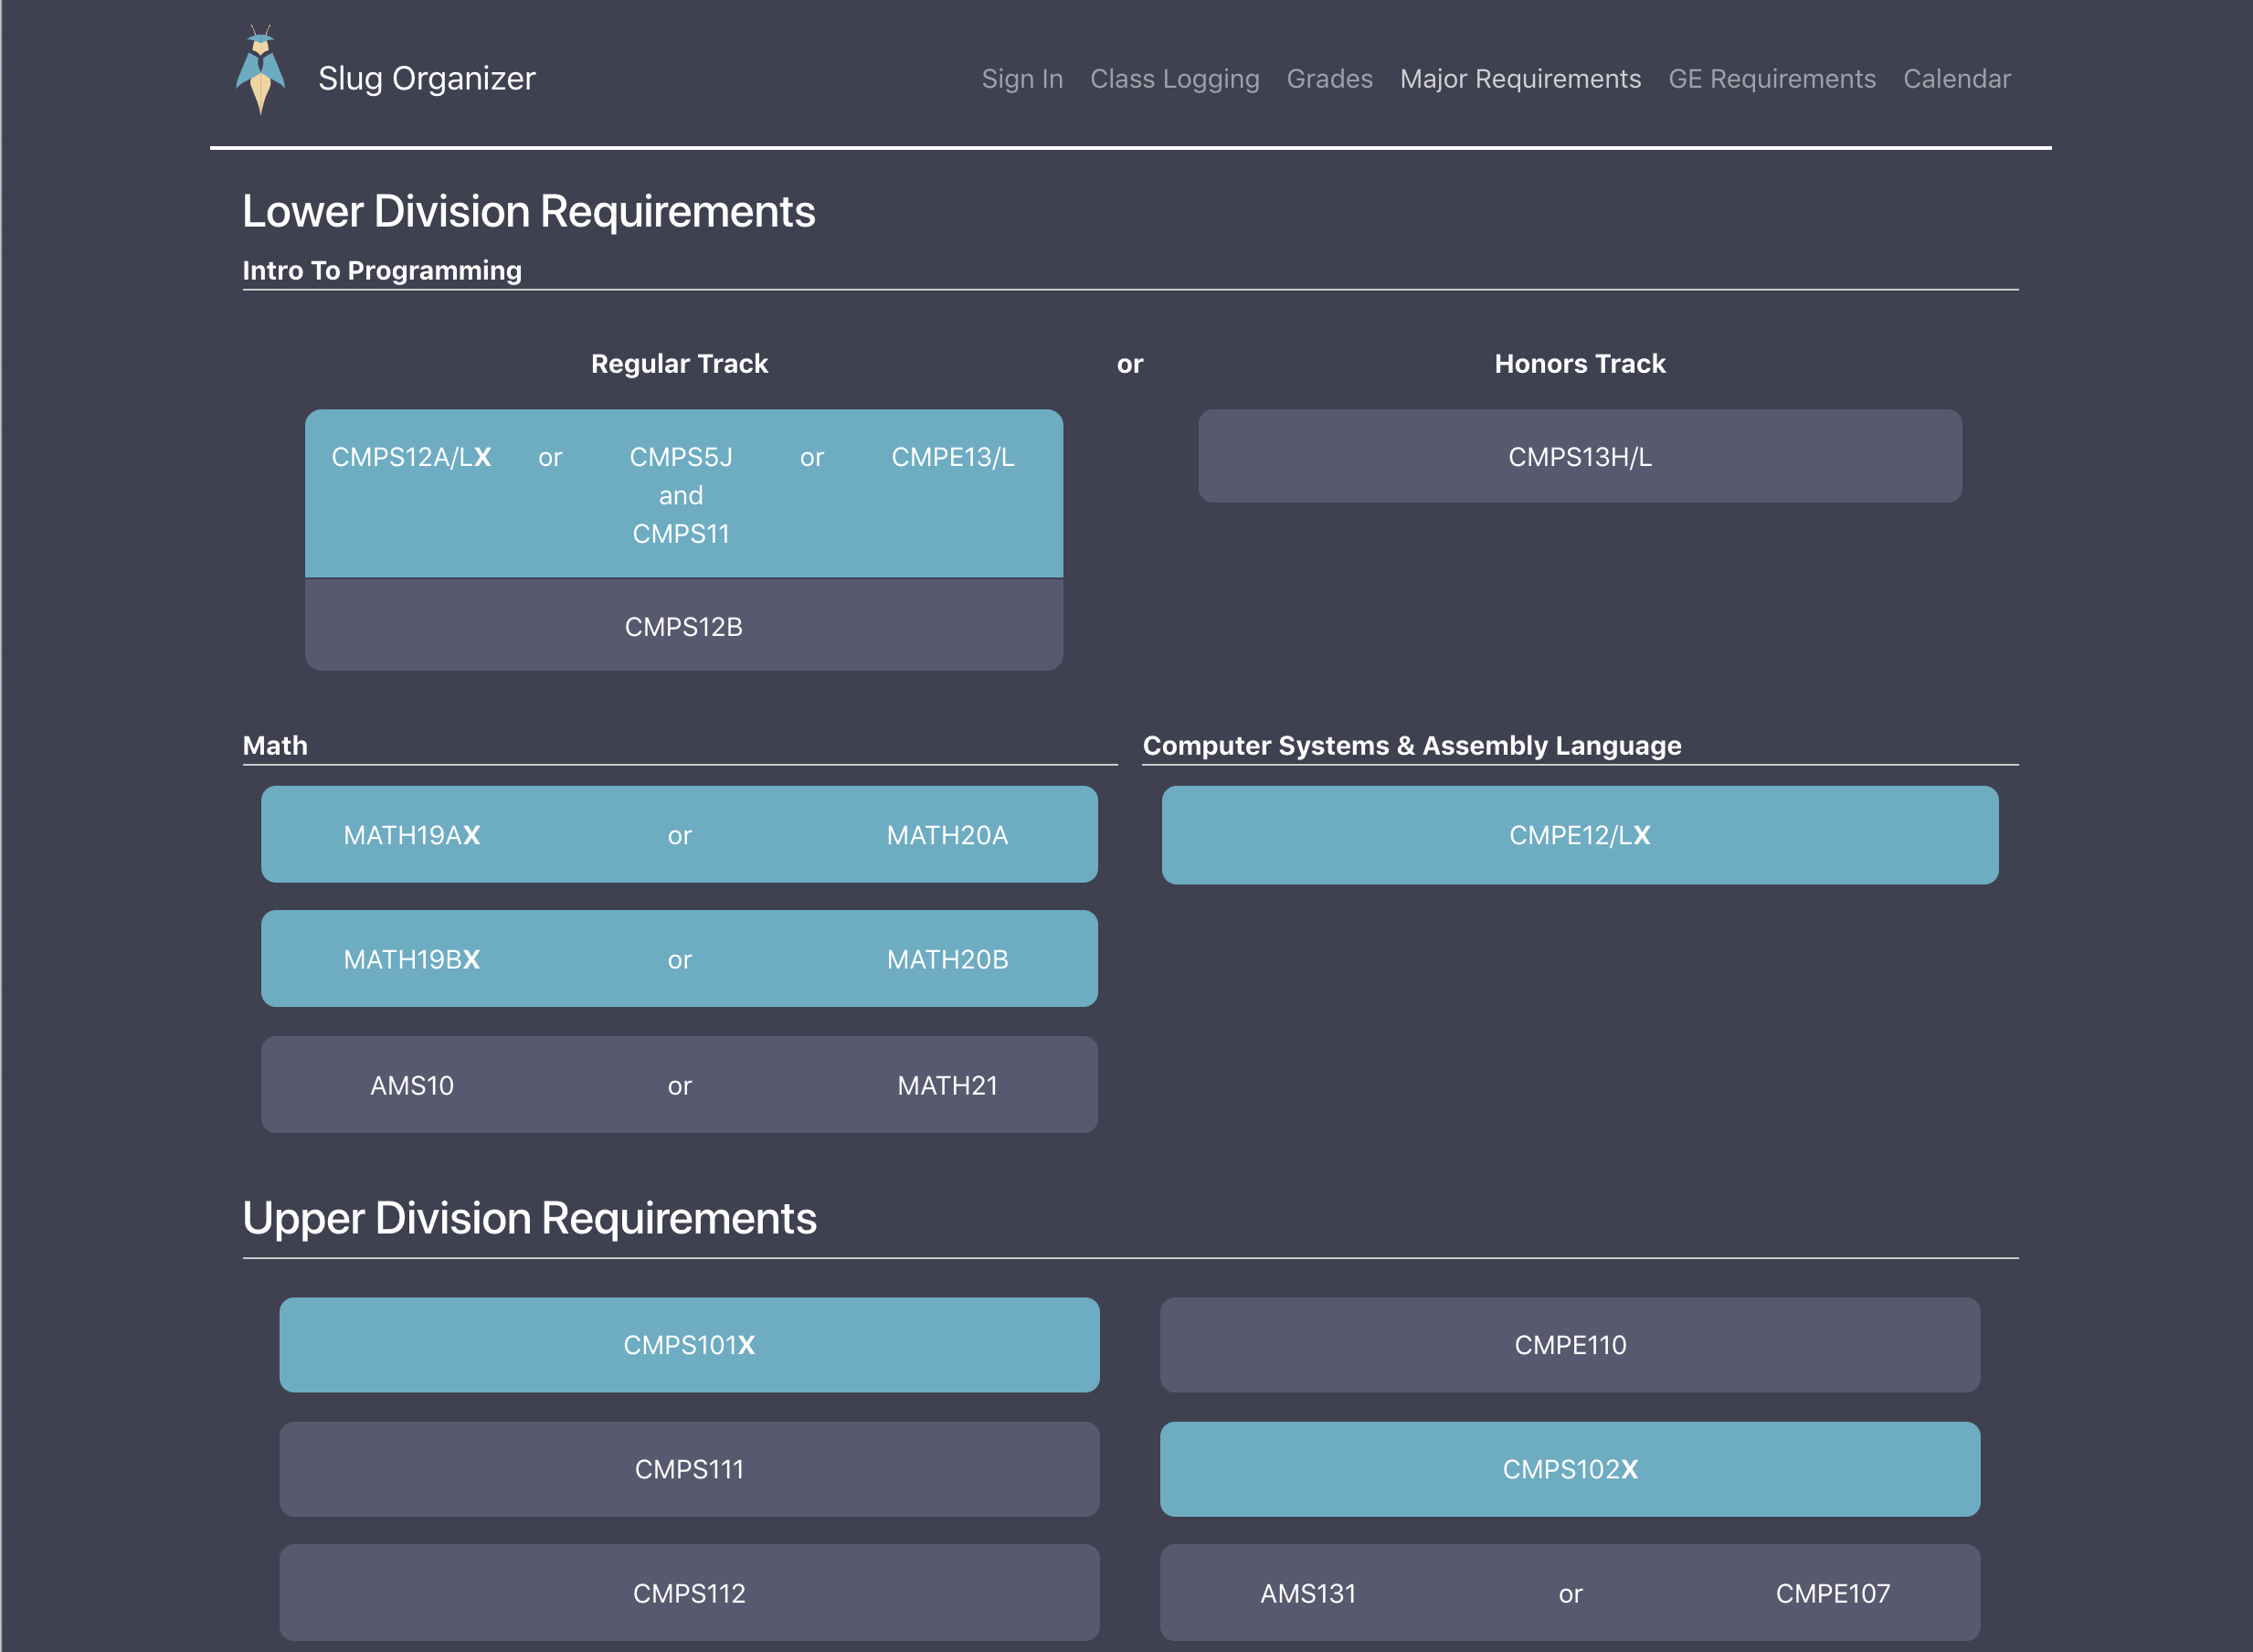 Slug Organizer
Sign In Class Logging Grades Major Requirements GE Requirements Calendar
Lower Division Requirements
Intro To Programming
Regular Track or Honors Track
CMPS12A/LX or CMPS5J or CMPE13/L
and
CMPS11
CMPS12B
CMPS13H/L
Math
MATH19AX or MATH20A
MATH19BX or MATH20B
AMS10 or MATH21
Computer Systems & Assembly Language
CMPE12/LX
Upper Division Requirements
CMPS101X
CMPE110
CMPS111
CMPS102X
CMPS112
AMS131 or CMPE107